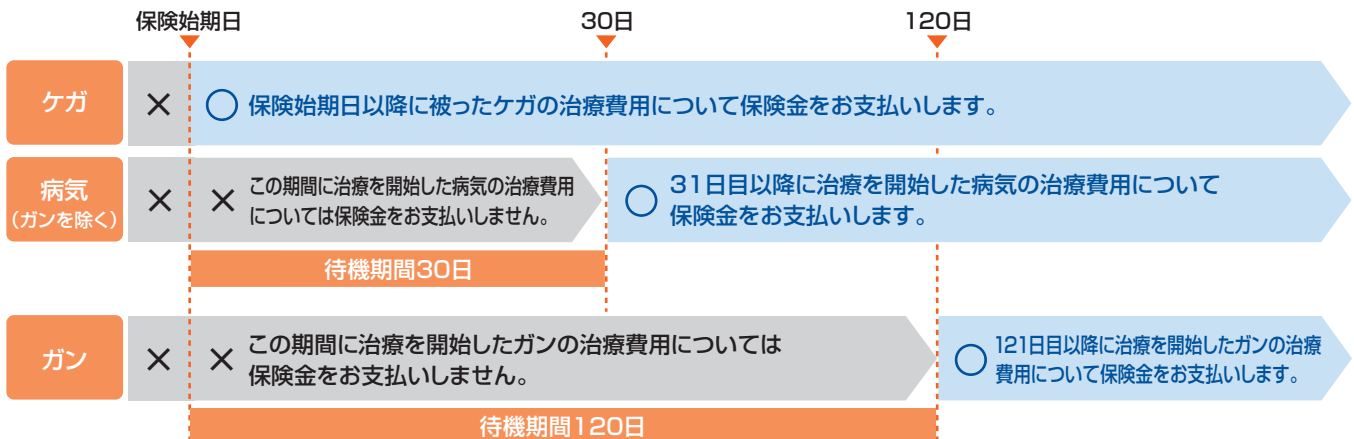 保険始期日
30日
120日
ケガ
×
○ 保険始期日以降に被ったケガの治療費用について保険金をお支払いします。
病気
(ガンを除く)
×
× この期間に治療を開始した病気の治療費用
については保険金をお支払いしません。
○ 31日目以降に治療を開始した病気の治療費用について
保険金をお支払いします。
待機期間30日
ガン
×
× この期間に治療を開始したガンの治療費用については
保険金をお支払いしません。
○ 121日目以降に治療を開始したガンの治療
費用について保険金をお支払いします。
待機期間120日